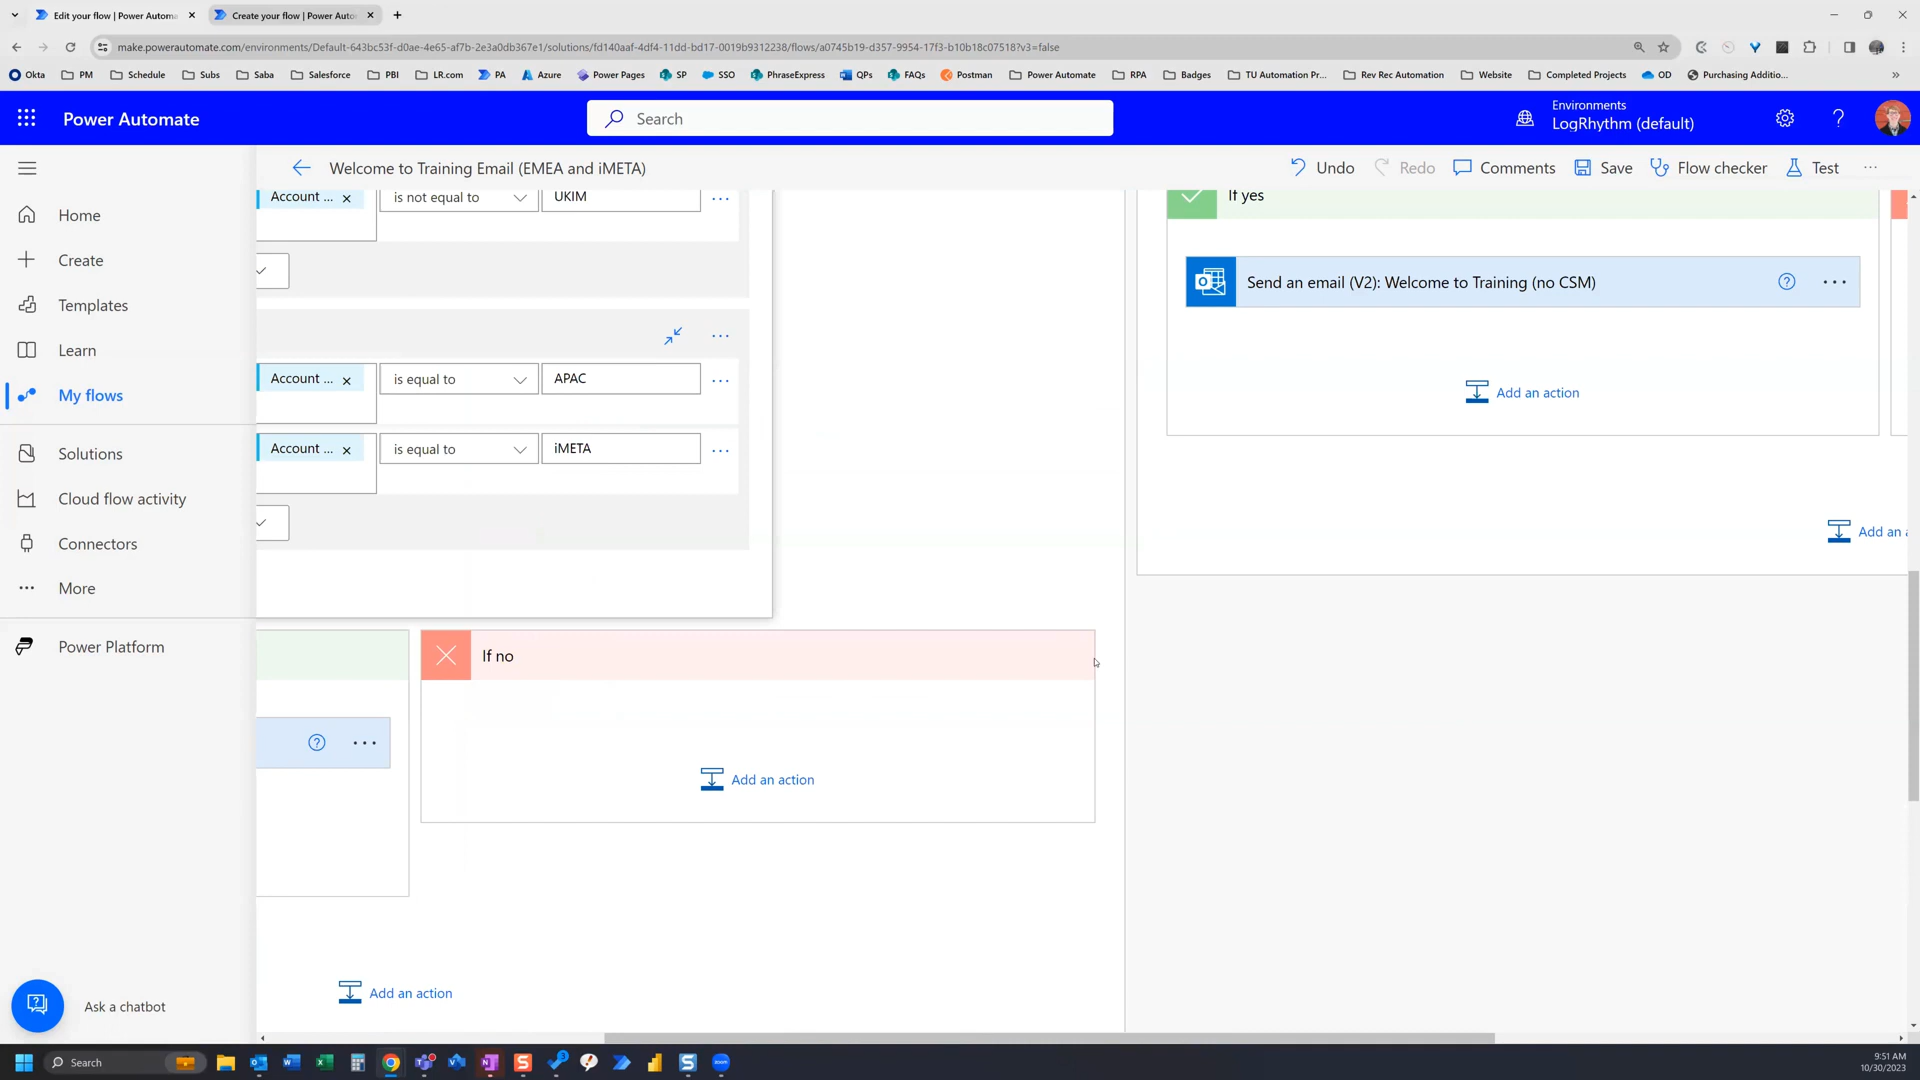 Edit your flow | Power Autom
Create your flow | Power Auto
make.powerautomate.com/environments/Default-643bc53f-d0ae-4e65-af7b-2e3a0db367e1/solutions/fd140aaf-4df4-11dd-bd17-0019b9312238/flows/a0745b19-d357-9954-17f3-b10b18c07518?v3=false
Okta PM Schedule Subs Saba Salesforce PBI LR.com PA Azure Power Pages SP SSO PhraseExpress QPs FAQs Postman Power Automate RPA Badges TU Automation Pr... Rev Rec Automation Website Completed Projects OD Purchasing Additio... »
Power Automate
Search
Environments
LogRhythm (default)
Welcome to Training Email (EMEA and iMETA)
Undo Redo Comments Save Flow checker Test ...
Home
Create
Templates
Learn
My flows
Solutions
Cloud flow activity
Connectors
More
Power Platform
Ask a chatbot
Account ... is not equal to UKIM ...
...
Account ... is equal to APAC ...
Account ... is equal to iMETA ...
If no
Add an action
Add an action
If yes
Send an email (V2): Welcome to Training (no CSM)
Add an action
Add an a
Search
9:51 AM
10/30/2023